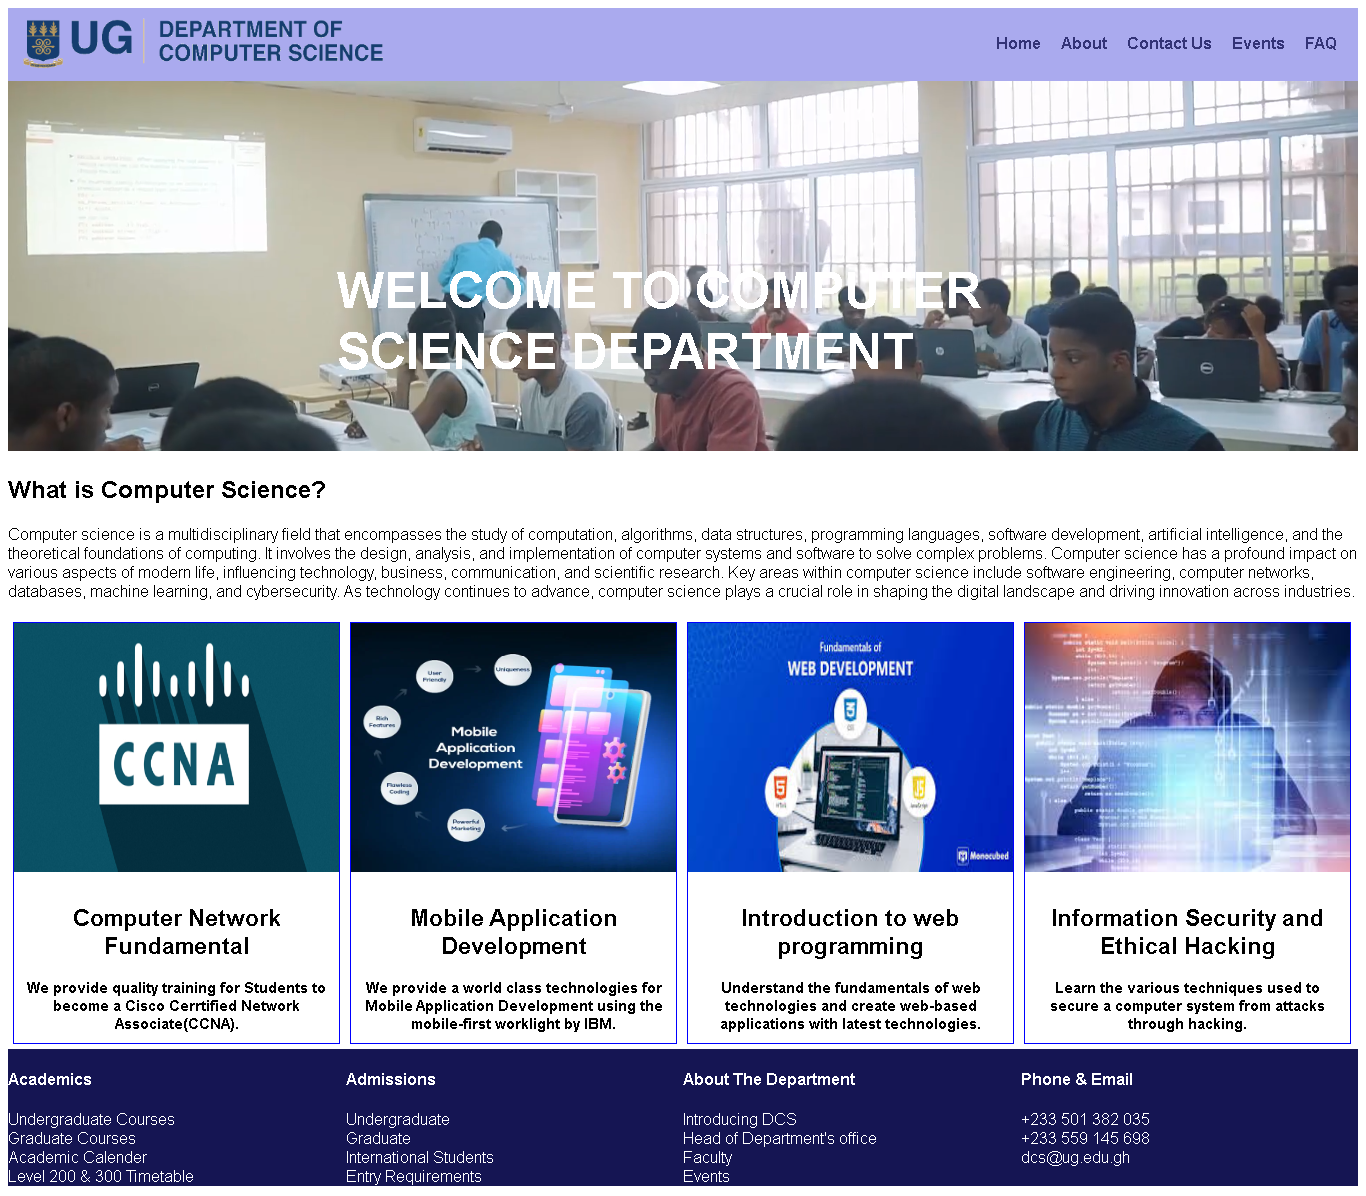 UG
DEPARTMENT OF
COMPUTER SCIENCE
Home About Contact Us Events FAQ
WELCOME TO COMPUTER
SCIENCE DEPARTMENT
What is Computer Science?
Computer science is a multidisciplinary field that encompasses the study of computation, algorithms, data structures, programming languages, software development, artificial intelligence, and the
theoretical foundations of computing. It involves the design, analysis, and implementation of computer systems and software to solve complex problems. Computer science has a profound impact on
various aspects of modern life, influencing technology, business, communication, and scientific research. Key areas within computer science include software engineering, computer networks,
databases, machine learning, and cybersecurity. As technology continues to advance, computer science plays a crucial role in shaping the digital landscape and driving innovation across industries.
CCNA
User
Friendly
Uniqueness
Rich
Features
Mobile
Application
Development
Flawless
Coding
Powerful
Marketing
Fundamentals of
WEB DEVELOPMENT
Monocubed
Computer Network
Fundamental
We provide quality training for Students to
become a Cisco Cerrtified Network
Associate(CCNA).
Mobile Application
Development
We provide a world class technologies for
Mobile Application Development using the
mobile-first worklight by IBM.
Introduction to web
programming
Understand the fundamentals of web
technologies and create web-based
applications with latest technologies.
Information Security and
Ethical Hacking
Learn the various techniques used to
secure a computer system from attacks
through hacking.
Academics
Undergraduate Courses
Graduate Courses
Academic Calender
Level 200 & 300 Timetable
Admissions
Undergraduate
Graduate
International Students
Entry Requirements
About The Department
Introducing DCS
Head of Department's office
Faculty
Events
Phone & Email
+233 501 382 035
+233 559 145 698
dcs@ug.edu.gh